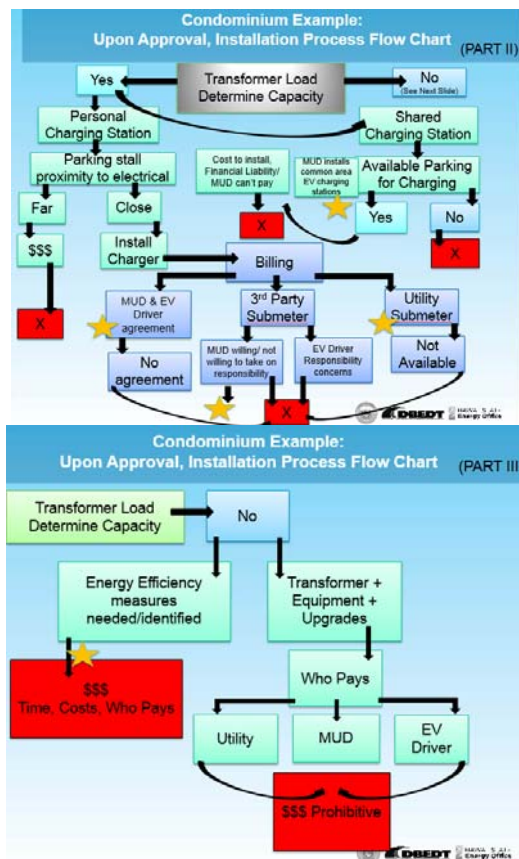 Condominium Example:
Upon Approval, Installation Process Flow Chart
(PART II)
Yes
Transformer Load
Determine Capacity
No
(See Next Slide)
Personal
Charging Station
Shared
Charging Station
Parking stall
proximity to electrical
Cost to install,
Financial Liability/
MUD can't pay
MUD installs
common area
EV charging
stations
Available Parking
for Charging
Far
Close
Yes
No
$$$
Install
Charger
X
X
Billing
X
MUD & EV
Driver
agreement
3rd Party
Submeter
Utility
Submeter
No
agreement
MUD willing/ not
willing to take on
responsibility
EV Driver
Responsibility
concerns
Not
Available
X
DBEDT
Energy Office
Condominium Example:
Upon Approval, Installation Process Flow Chart
(PART III
Transformer Load
Determine Capacity
No
Energy Efficiency
measures
needed/identified
Transformer +
Equipment +
Upgrades
$$$
Time, Costs, Who Pays
Who Pays
Utility
MUD
EV
Driver
$$$ Prohibitive
DBEDT
Energy Office